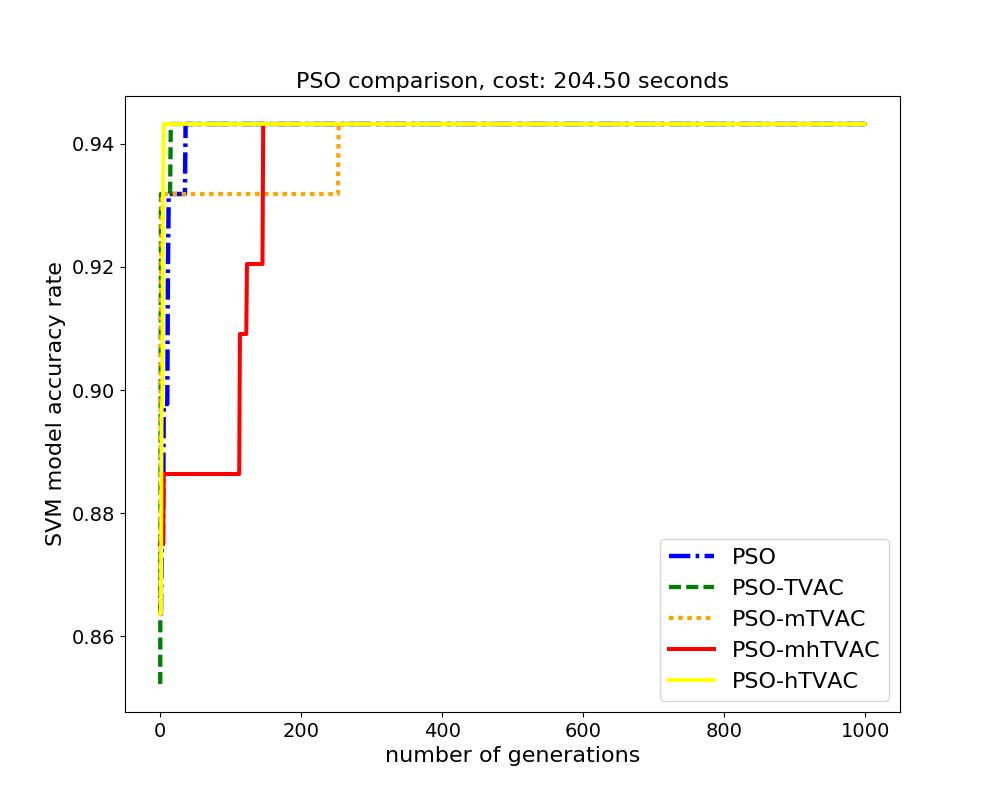 PSO comparison, cost: 204.50 seconds
SVM model accuracy rate
0.94
0.92
0.90
0.88
0.86
0
200
400
600
800
1000
number of generations
PSO
PSO-TVAC
PSO-mTVAC
PSO-mhTVAC
PSO-hTVAC